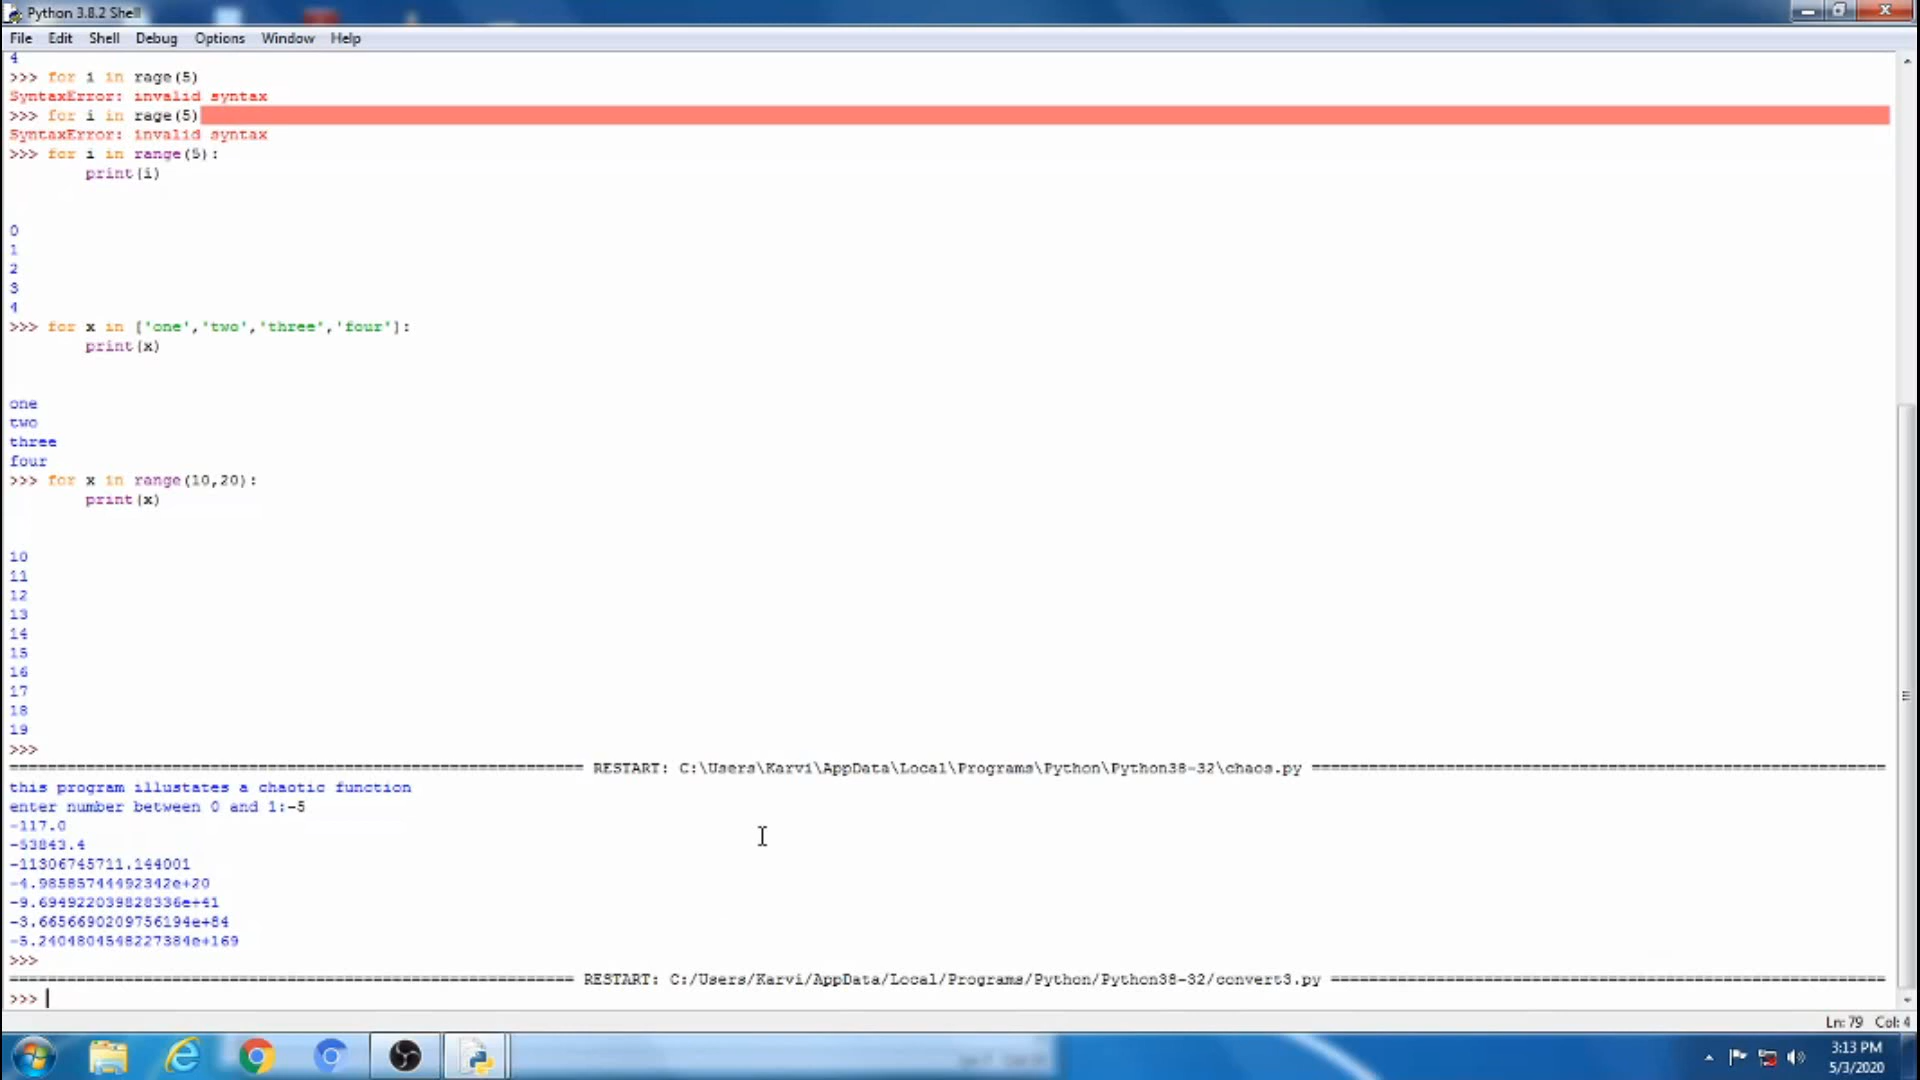 Python 3.8.2 Shell
File Edit Shell Debug Options Window Help
4
>>> for i in rage(5)
SyntaxError: invalid syntax
>>> for i in rage(5)
SyntaxError: invalid syntax
>>> for i in range(5):
print(i)
0
1
2
3
4
>>> for x in ['one','two','three','four']:
print(x)
one
two
three
four
>>> for x in range(10,20):
print(x)
10
11
12
13
14
15
16
17
18
19
>>>
RESTART: C:\Users\Karvi\AppData\Local\Programs\Python\Python38-32\chaos.py
this program illustates a chaotic function
enter number between 0 and 1:-5
-117.0
-53843.4
-11306745711.144001
-4.98585744492342e+20
-9.694922039828336e+41
-3.6656690209756194e+84
-5.2404804548227384e+169
>>>
RESTART: C:/Users/Karvi/AppData/Local/Programs/Python/Python38-32/convert3.py
>>>
Ln: 79 Col: 4
3:13 PM
5/3/2020